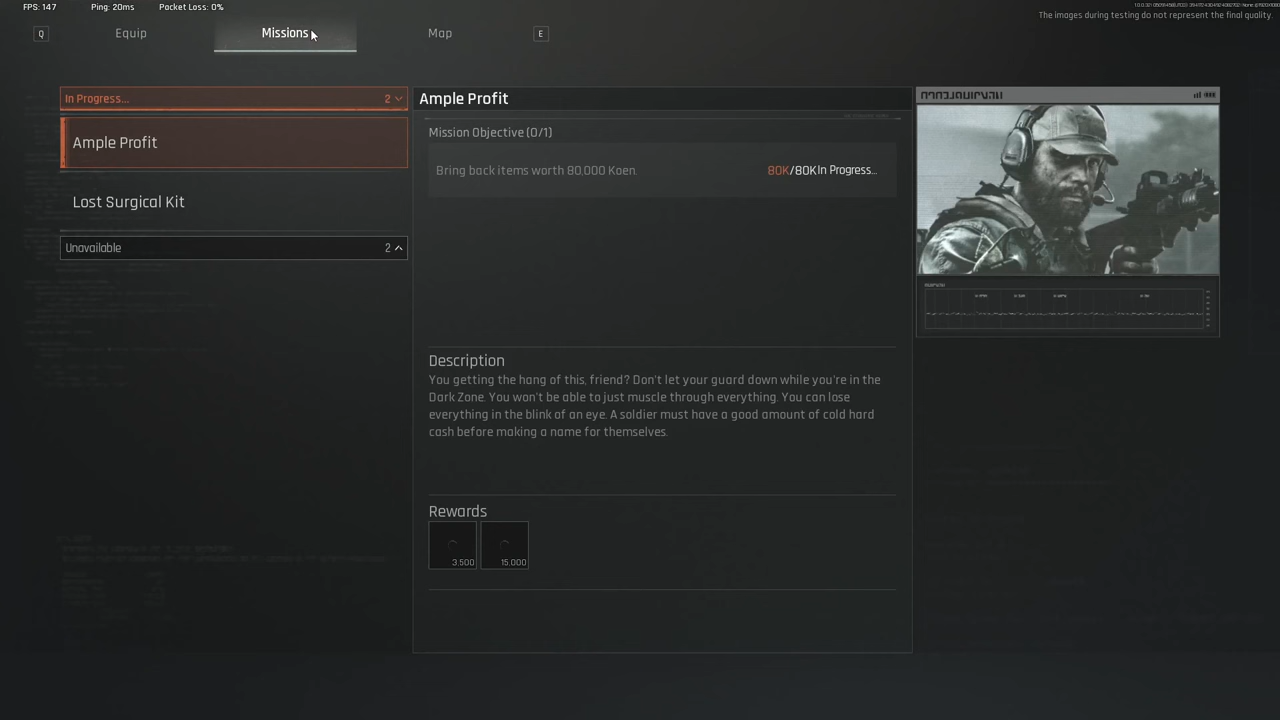 FPS: 147 Ping: 20ms Packet Loss: 0%
The images during testing do not represent the final quality.
Q Equip Missions Map E
In Progress... 2
Ample Profit
Lost Surgical Kit
Unavailable 2
Ample Profit
Mission Objective (0/1)
Bring back items worth 80,000 Koen. 80K/80KIn Progress...
Description
You getting the hang of this, friend? Don't let your guard down while you're in the
Dark Zone. You won't be able to just muscle through everything. You can lose
everything in the blink of an eye. A soldier must have a good amount of cold hard
cash before making a name for themselves.
Rewards
3,500 15,000